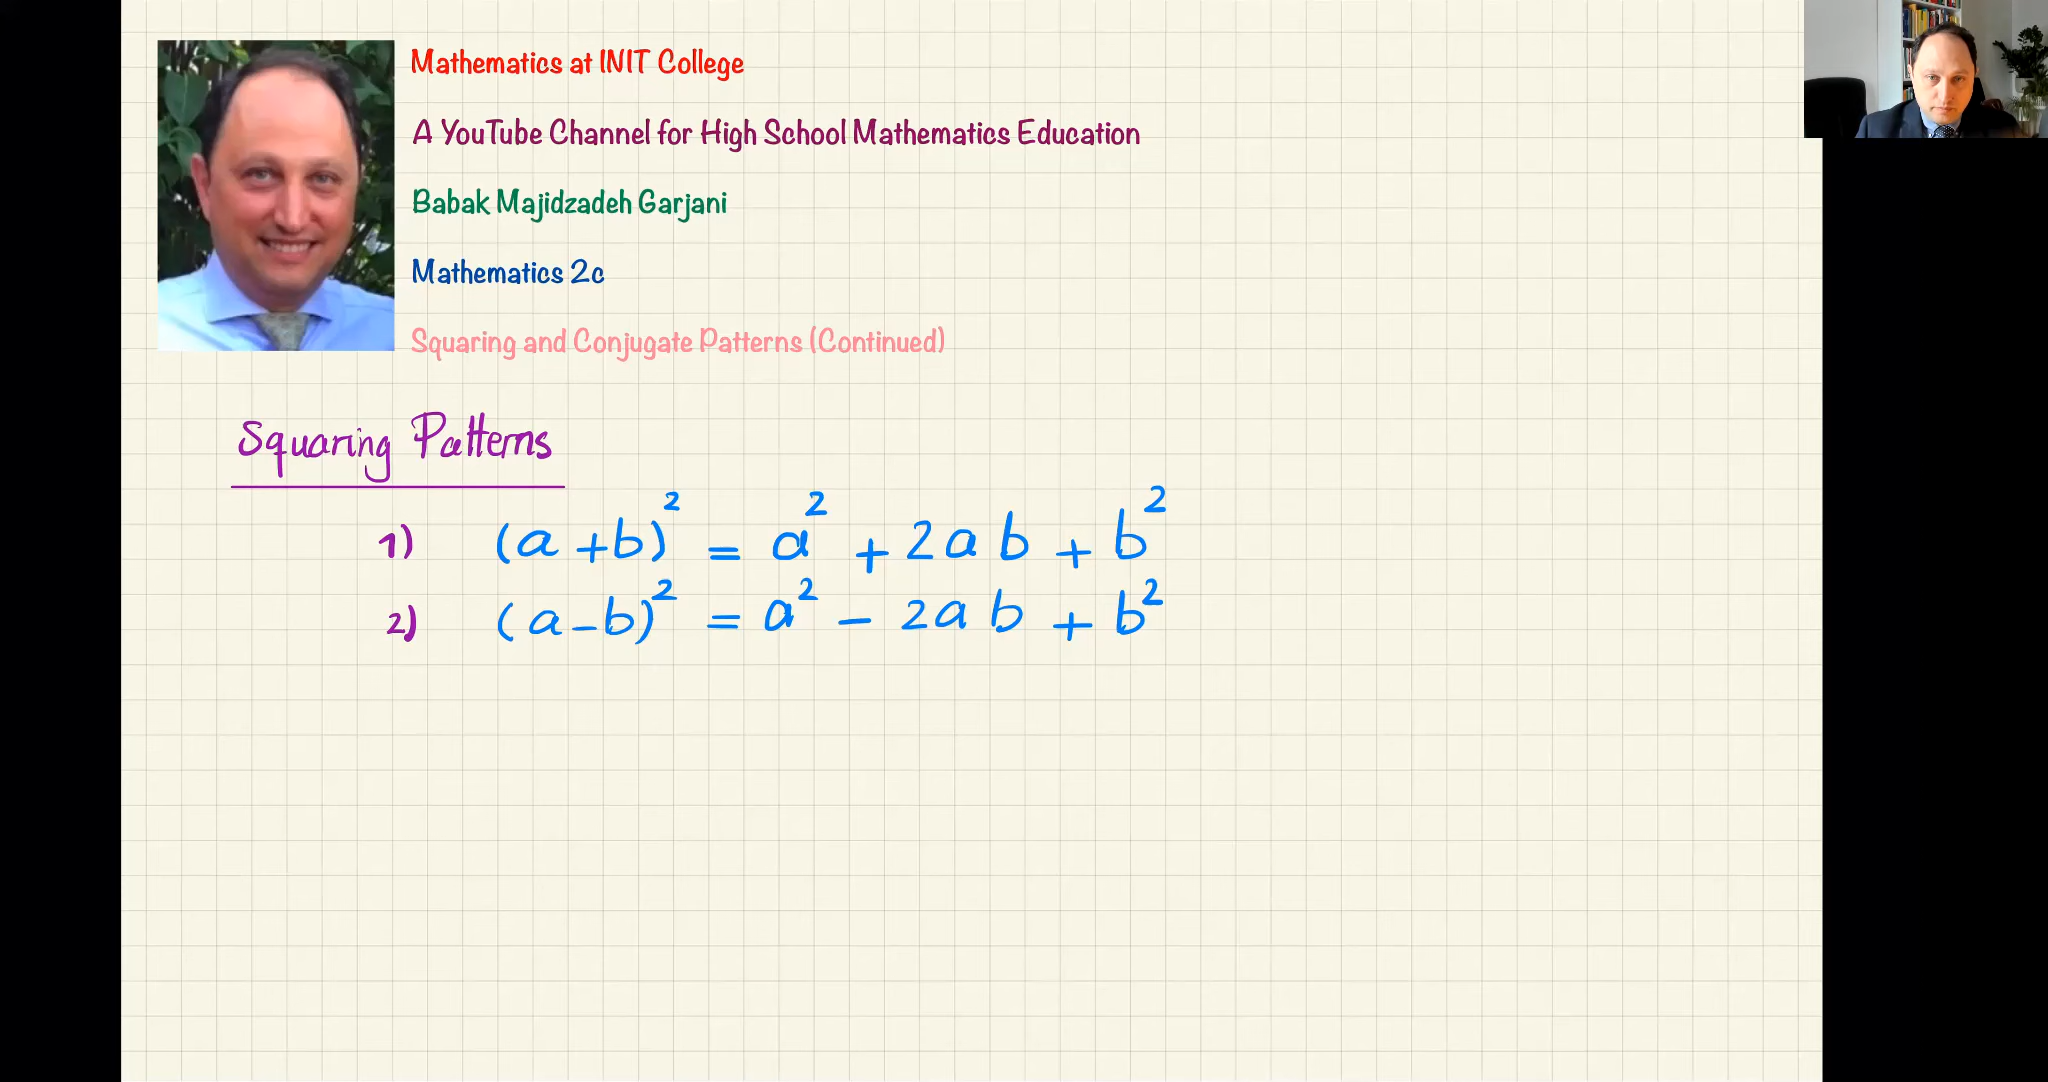 Mathematics at INIT College
A YouTube Channel for High School Mathematics Education
Babak Majidzadeh Garjani
Mathematics 2c
Squaring and Conjugate Patterns (Continued)
Squaring Patterns
1) (a+b)² = a² + 2ab + b²
2) (a-b)² = a² - 2ab + b²